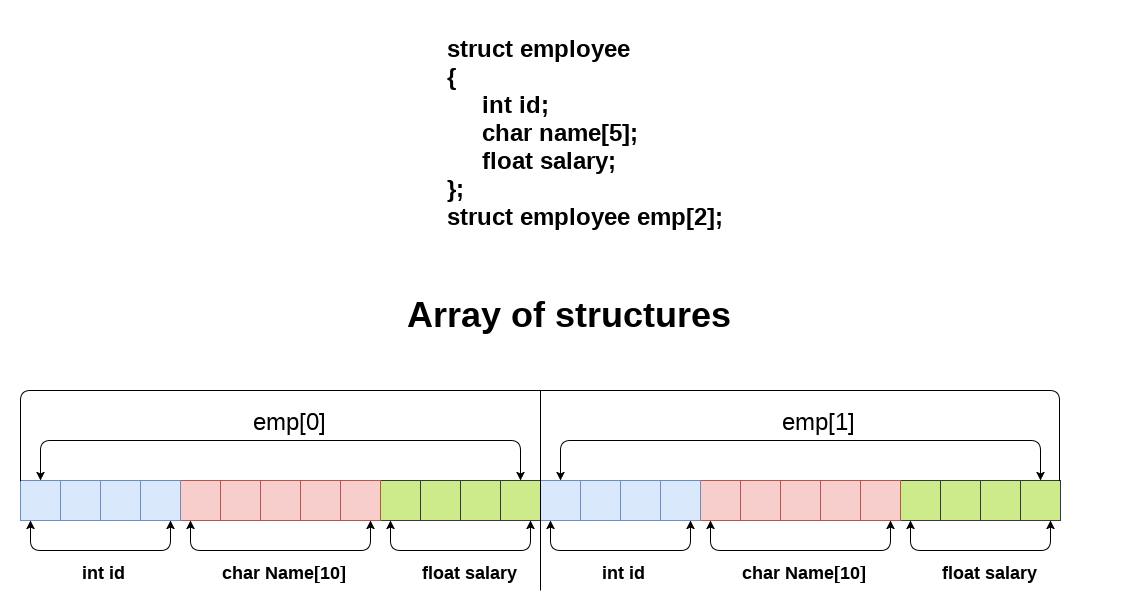 struct employee
{
int id;
char name[5];
float salary;
};
struct employee emp[2];
Array of structures
emp[0] emp[1]
int id char Name[10] float salary int id char Name[10] float salary